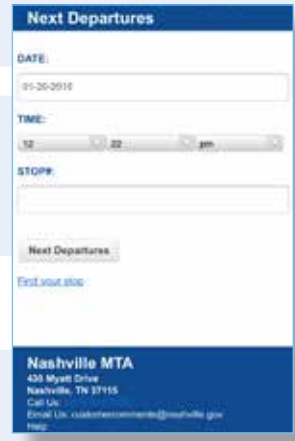 Next Departures
DATE:
01-20-2010
TIME:
12 22 pm
STOP#:
Next Departures
Find your stop
Nashville MTA
430 Myatt Drive
Nashville, TN 37115
Call Us:
Email Us: customercomments@nashville.gov
Help